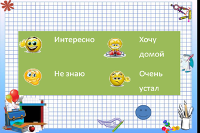 Интересно
Хочу
домой
Не знаю
Очень
устал